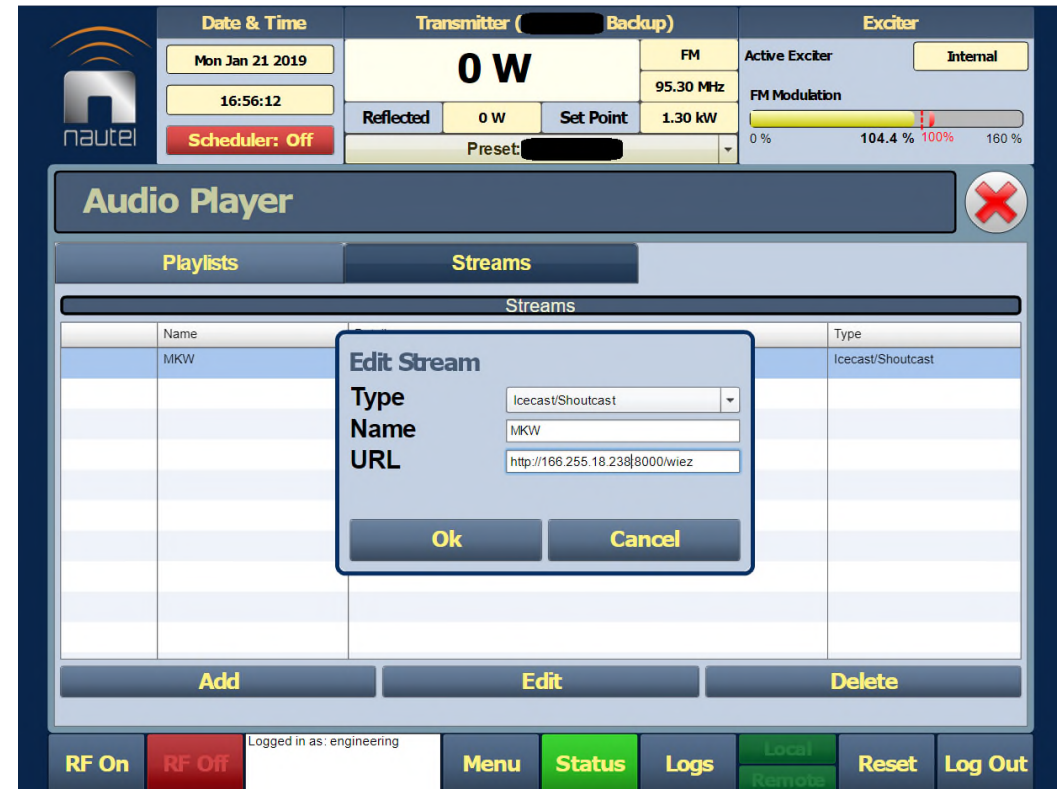 Date & Time
Transmitter ( Backup)
Exciter
Mon Jan 21 2019
0 W
FM
Active Exciter
Internal
16:56:12
95.30 MHz
FM Modulation
Reflected
0 W
Set Point
1.30 kW
nautel
Scheduler: Off
Preset:
0 %
104.4 %
100%
160 %
Audio Player
Playlists
Streams
Streams
Name
Type
MKW
Icecast/Shoutcast
Edit Stream
Type
Icecast/Shoutcast
Name
MKW
URL
http://166.255.18.238:8000/wiez
Ok
Cancel
Add
Edit
Delete
RF On
RF Off
Logged in as: engineering
Menu
Status
Logs
Local
Remote
Reset
Log Out